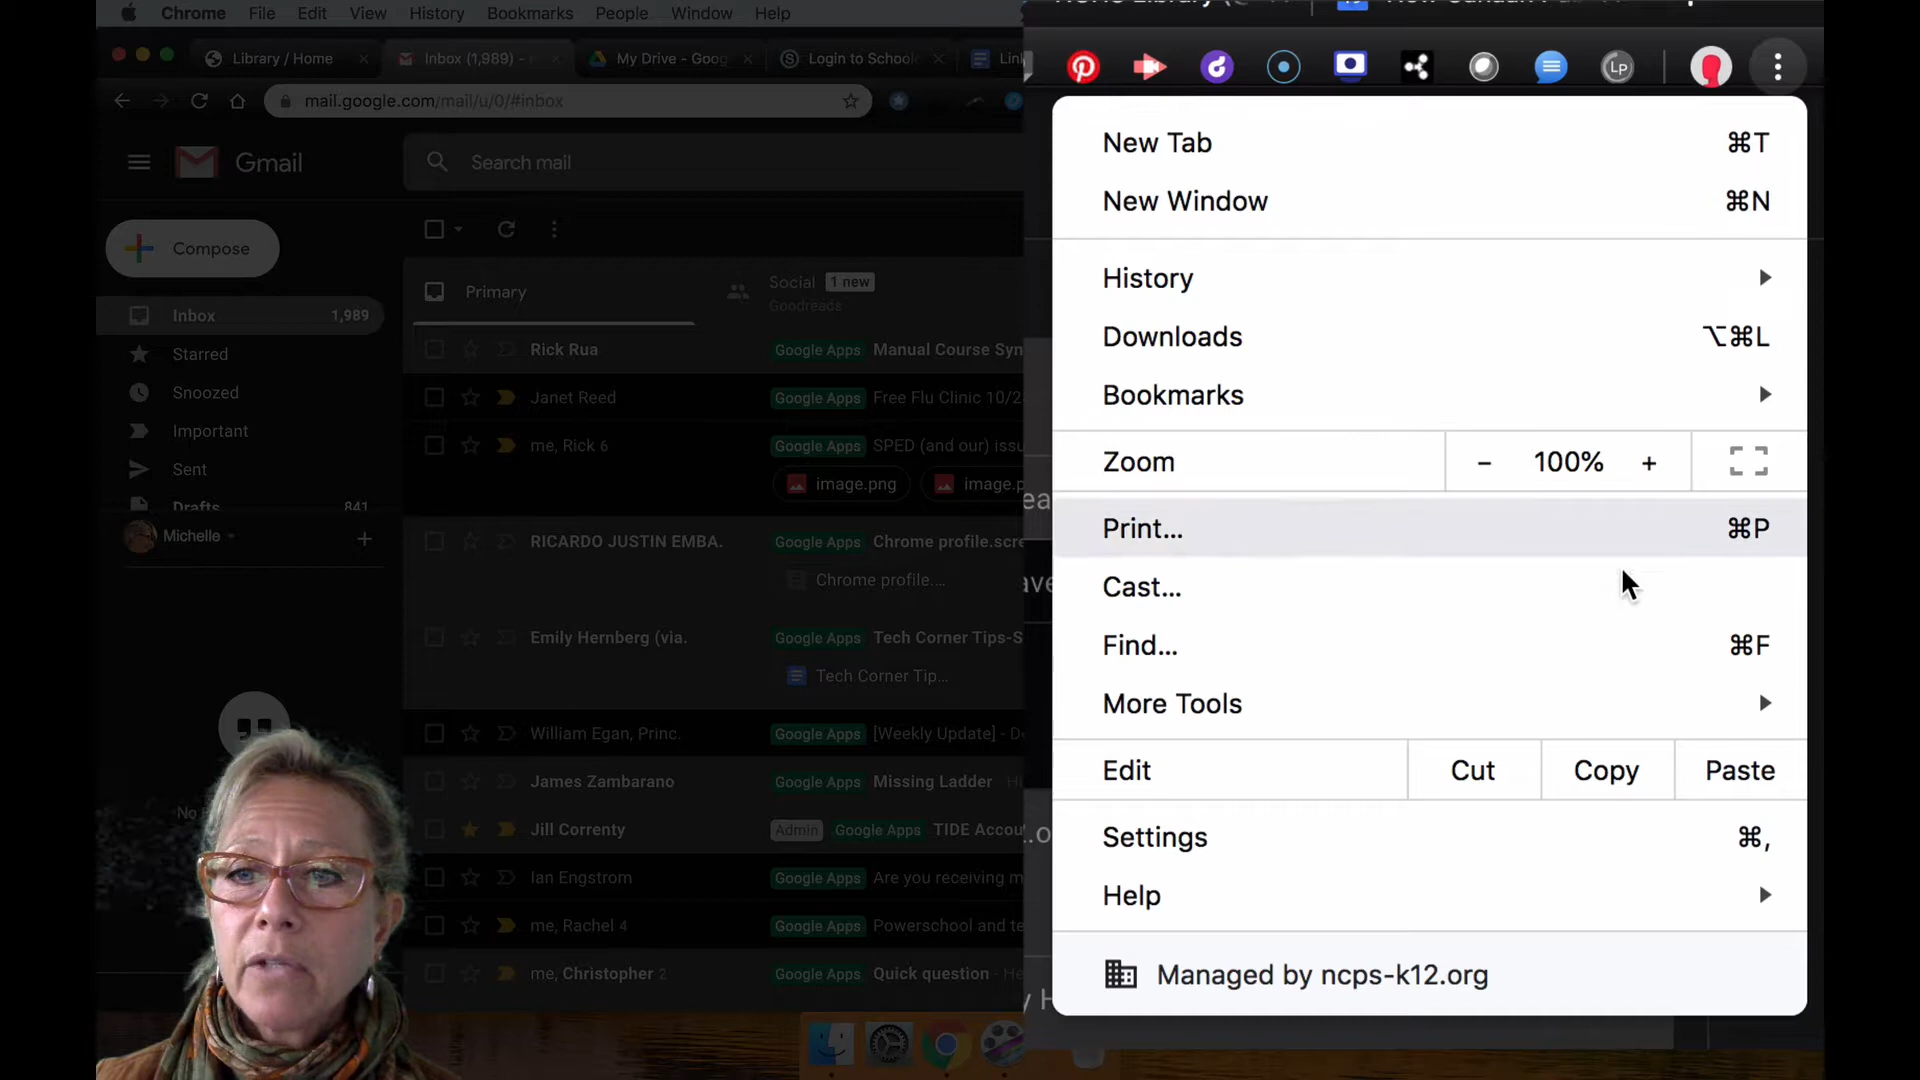 Chrome File Edit View History Bookmarks People Window Help
Library / Home
Inbox (1,989) -
My Drive - Goog
Login to Schoolo
Link
mail.google.com/mail/u/0/#inbox
Lp
Gmail
Search mail
Compose
Inbox 1,989
Starred
Snoozed
Important
Sent
Drafts 841
Michelle
Primary
Social 1 new
Goodreads
Rick Rua Google Apps Manual Course Syn
Janet Reed Google Apps Free Flu Clinic 10/2
me, Rick 6 Google Apps SPED (and our) issu
image.png image.p
RICARDO JUSTIN EMBA. Google Apps Chrome profile.scre
Chrome profile....
Emily Hernberg (via. Google Apps Tech Corner Tips-S
Tech Corner Tip...
William Egan, Princ. Google Apps [Weekly Update] - D
James Zambarano Google Apps Missing Ladder
Jill Correnty Admin Google Apps TIDE Accou
Ian Engstrom Google Apps Are you receiving m
me, Rachel 4 Google Apps Powerschool and te
me, Christopher 2 Google Apps Quick question - He
New Tab ⌘T
New Window ⌘N
History
Downloads ⌥⌘L
Bookmarks
Zoom - 100% +
Print... ⌘P
Cast...
Find... ⌘F
More Tools
Edit Cut Copy Paste
Settings ⌘,
Help
Managed by ncps-k12.org